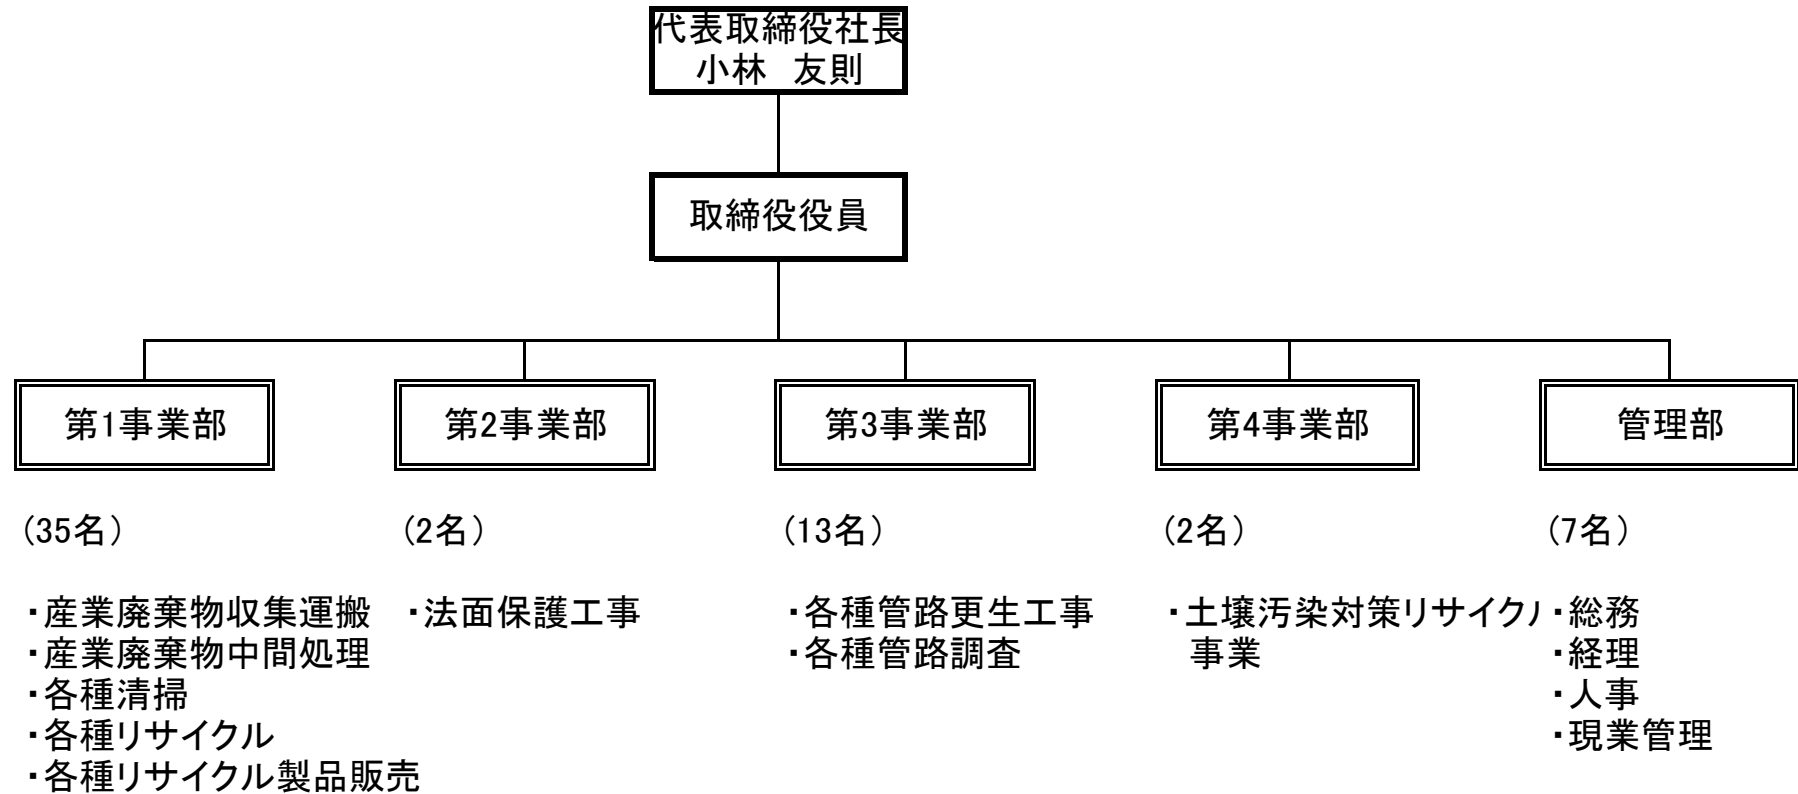 代表取締役社長
小林　友則
取締役役員
第1事業部
第2事業部
第3事業部
第4事業部
管理部
(35名)
(2名)
(13名)
(2名)
(7名)
・産業廃棄物収集運搬
・産業廃棄物中間処理
・各種清掃
・各種リサイクル
・各種リサイクル製品販売
・法面保護工事
・各種管路更生工事
・各種管路調査
・土壌汚染対策リサイクル
事業
・総務
・経理
・人事
・現業管理